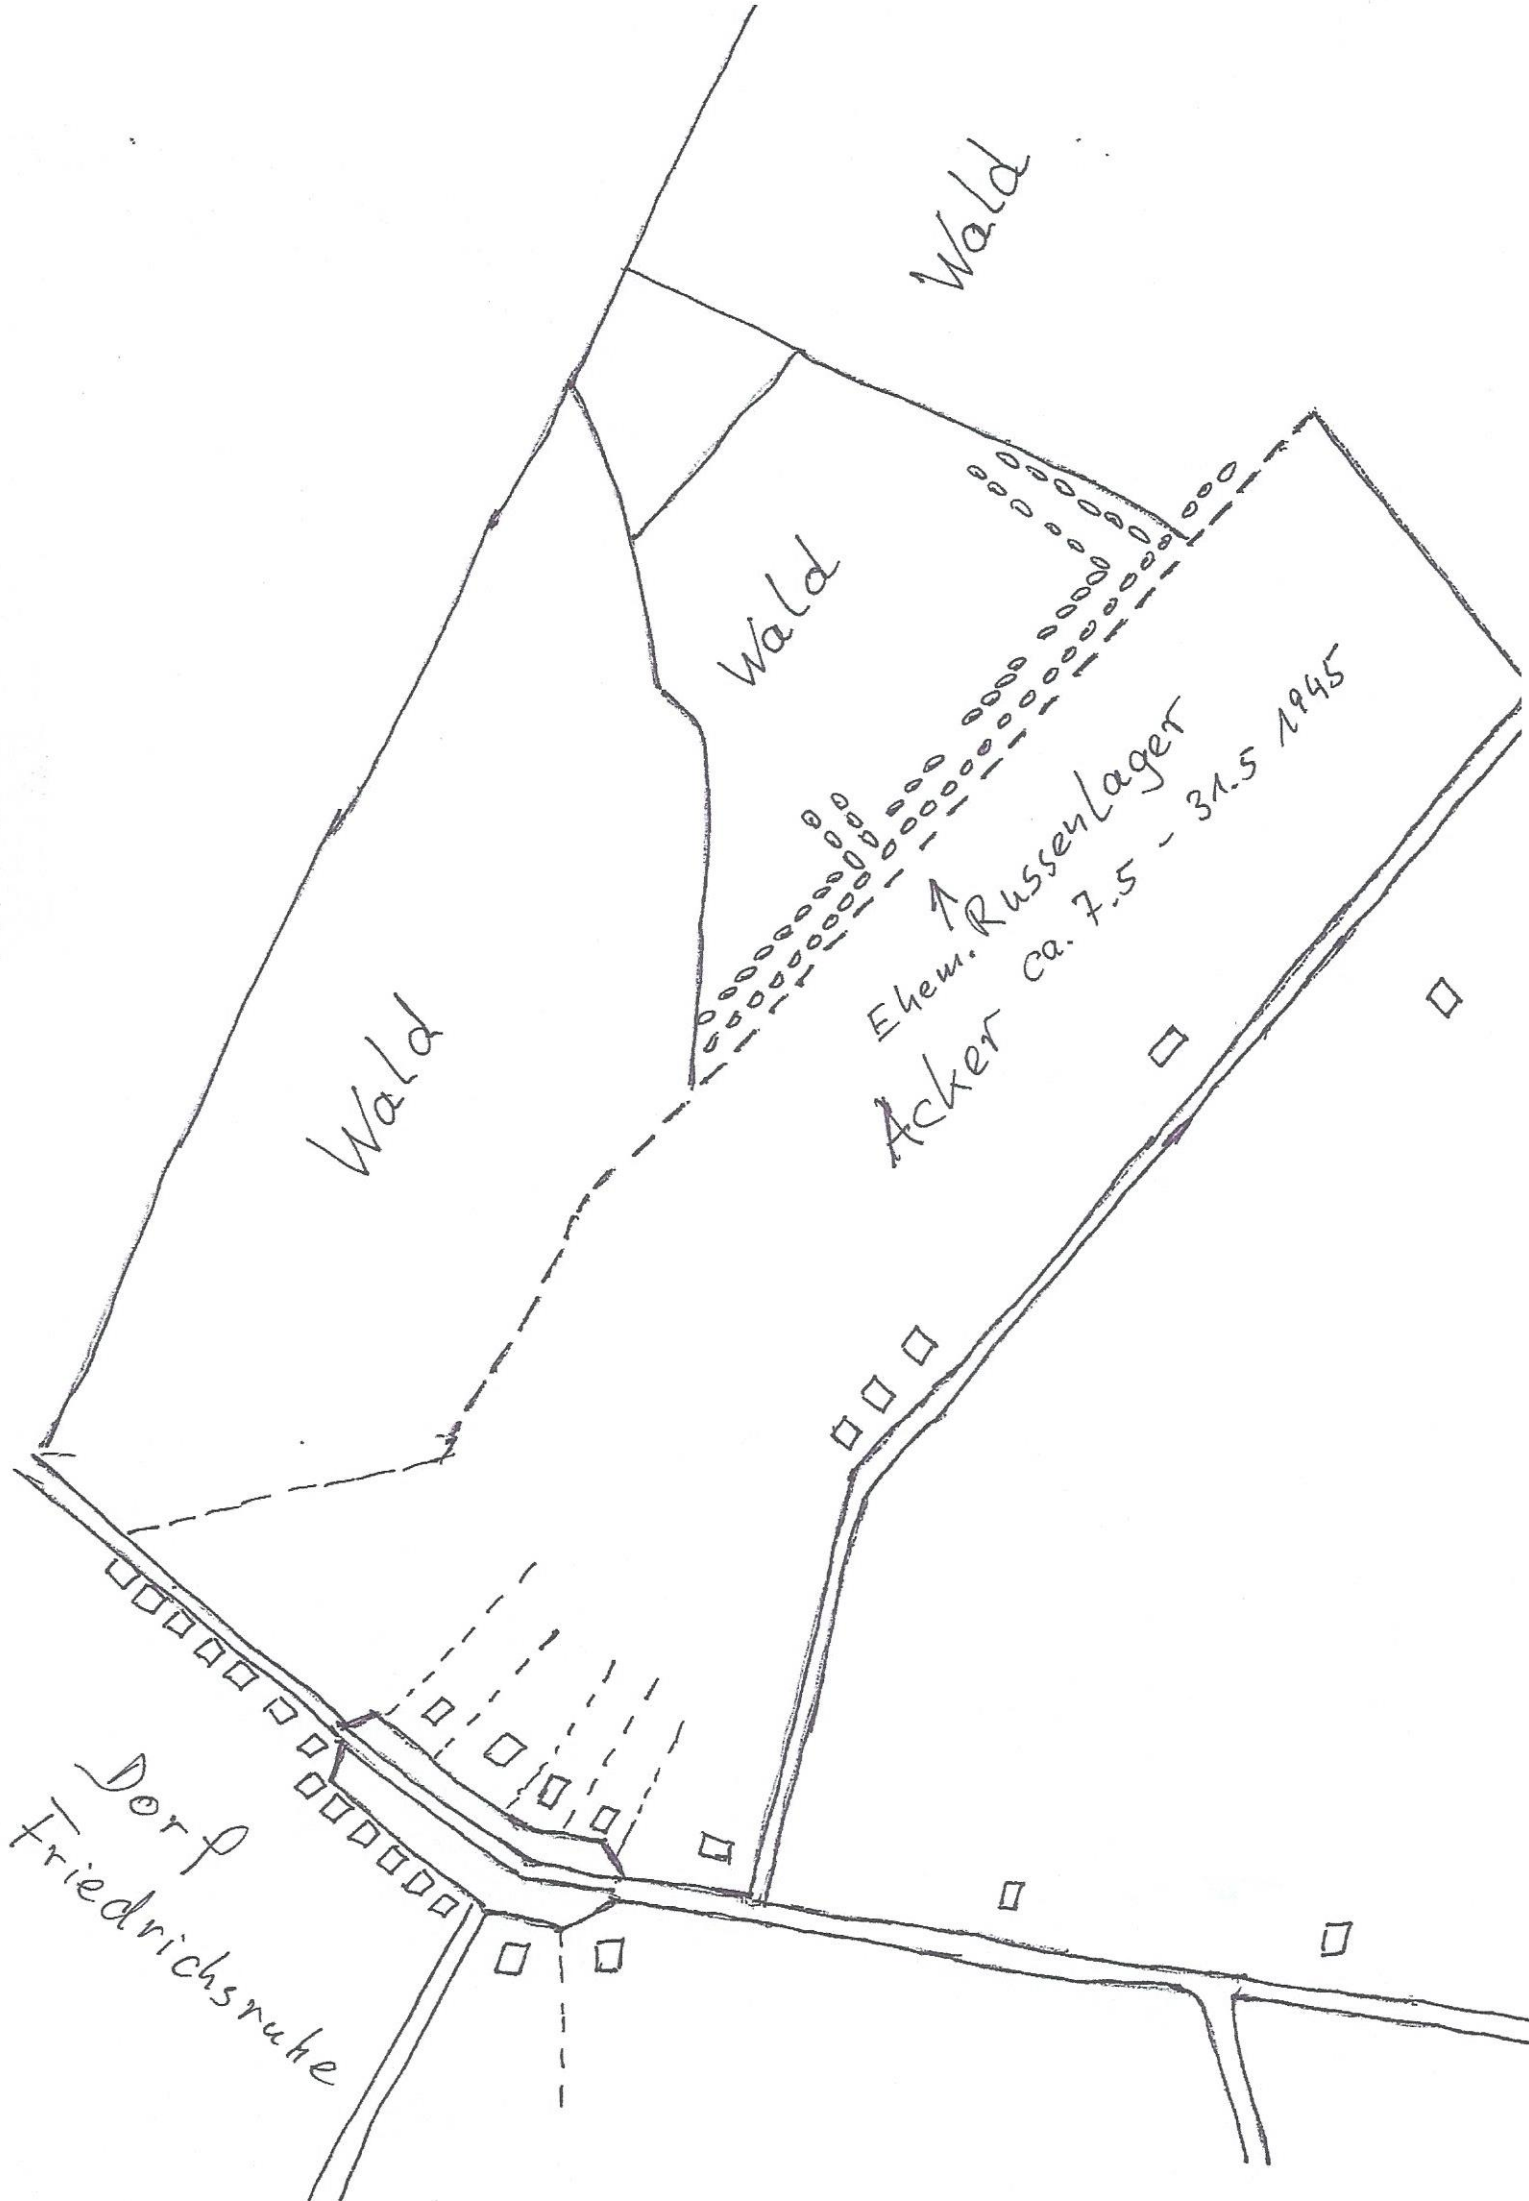 Wald
Wald
Wald
Ehem. Russenlager
ca. 7.5 - 31.5 1945
Acker
Dorf
Friedrichsruhe